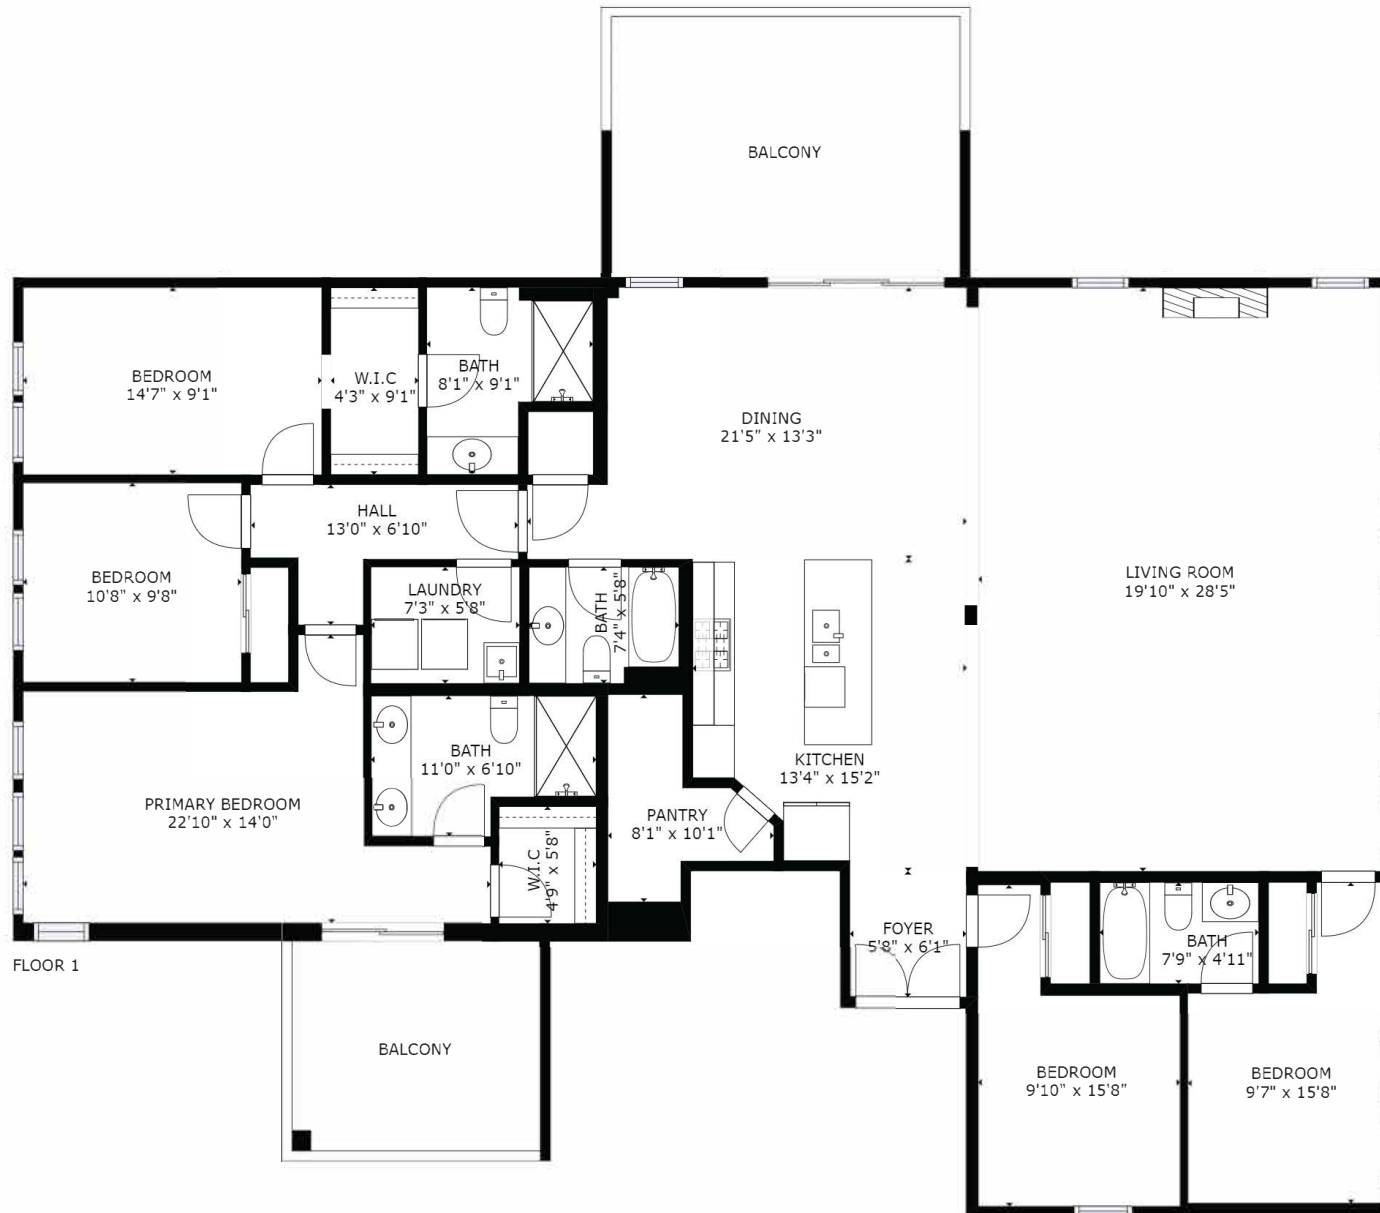 BALCONY
BEDROOM
14'7" x 9'1"
W.I.C
4'3" x 9'1"
BATH
8'1" x 9'1"
DINING
21'5" x 13'3"
HALL
13'0" x 6'10"
BEDROOM
10'8" x 9'8"
LAUNDRY
7'3" x 5'8"
BATH
7'4" x 5'8"
LIVING ROOM
19'10" x 28'5"
BATH
11'0" x 6'10"
KITCHEN
13'4" x 15'2"
PRIMARY BEDROOM
22'10" x 14'0"
PANTRY
8'1" x 10'1"
W.I.C
4'9" x 5'8"
FOYER
5'8" x 6'1"
BATH
7'9" x 4'11"
FLOOR 1
BALCONY
BEDROOM
9'10" x 15'8"
BEDROOM
9'7" x 15'8"